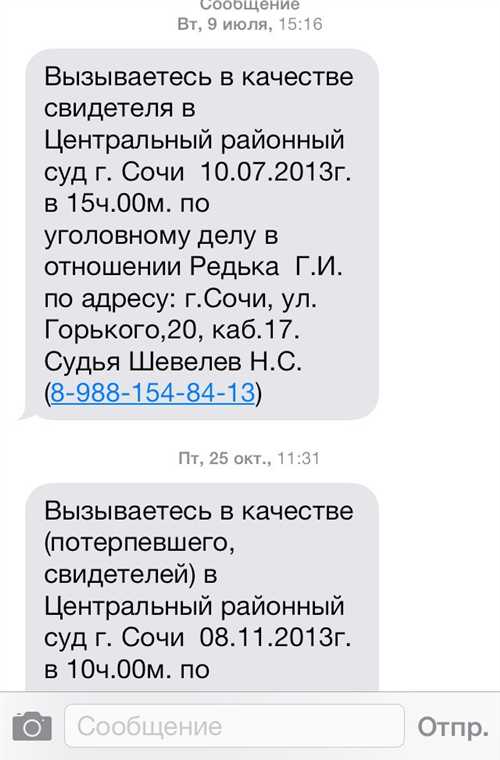 Сообщение
Вт, 9 июля, 15:16
Вызываетесь в качестве
свидетеля в
Центральный районный
суд г. Сочи  10.07.2013г.
в 15ч.00м. по
уголовному делу в
отношении Редька  Г.И.
по адресу: г.Сочи, ул.
Горького,20, каб.17.
Судья Шевелев Н.С.
(8-988-154-84-13)
Пт, 25 окт., 11:31
Вызываетесь в качестве
(потерпевшего,
свидетелей) в
Центральный районный
суд г. Сочи  08.11.2013г.
в 10ч.00м. по
Сообщение
Отпр.